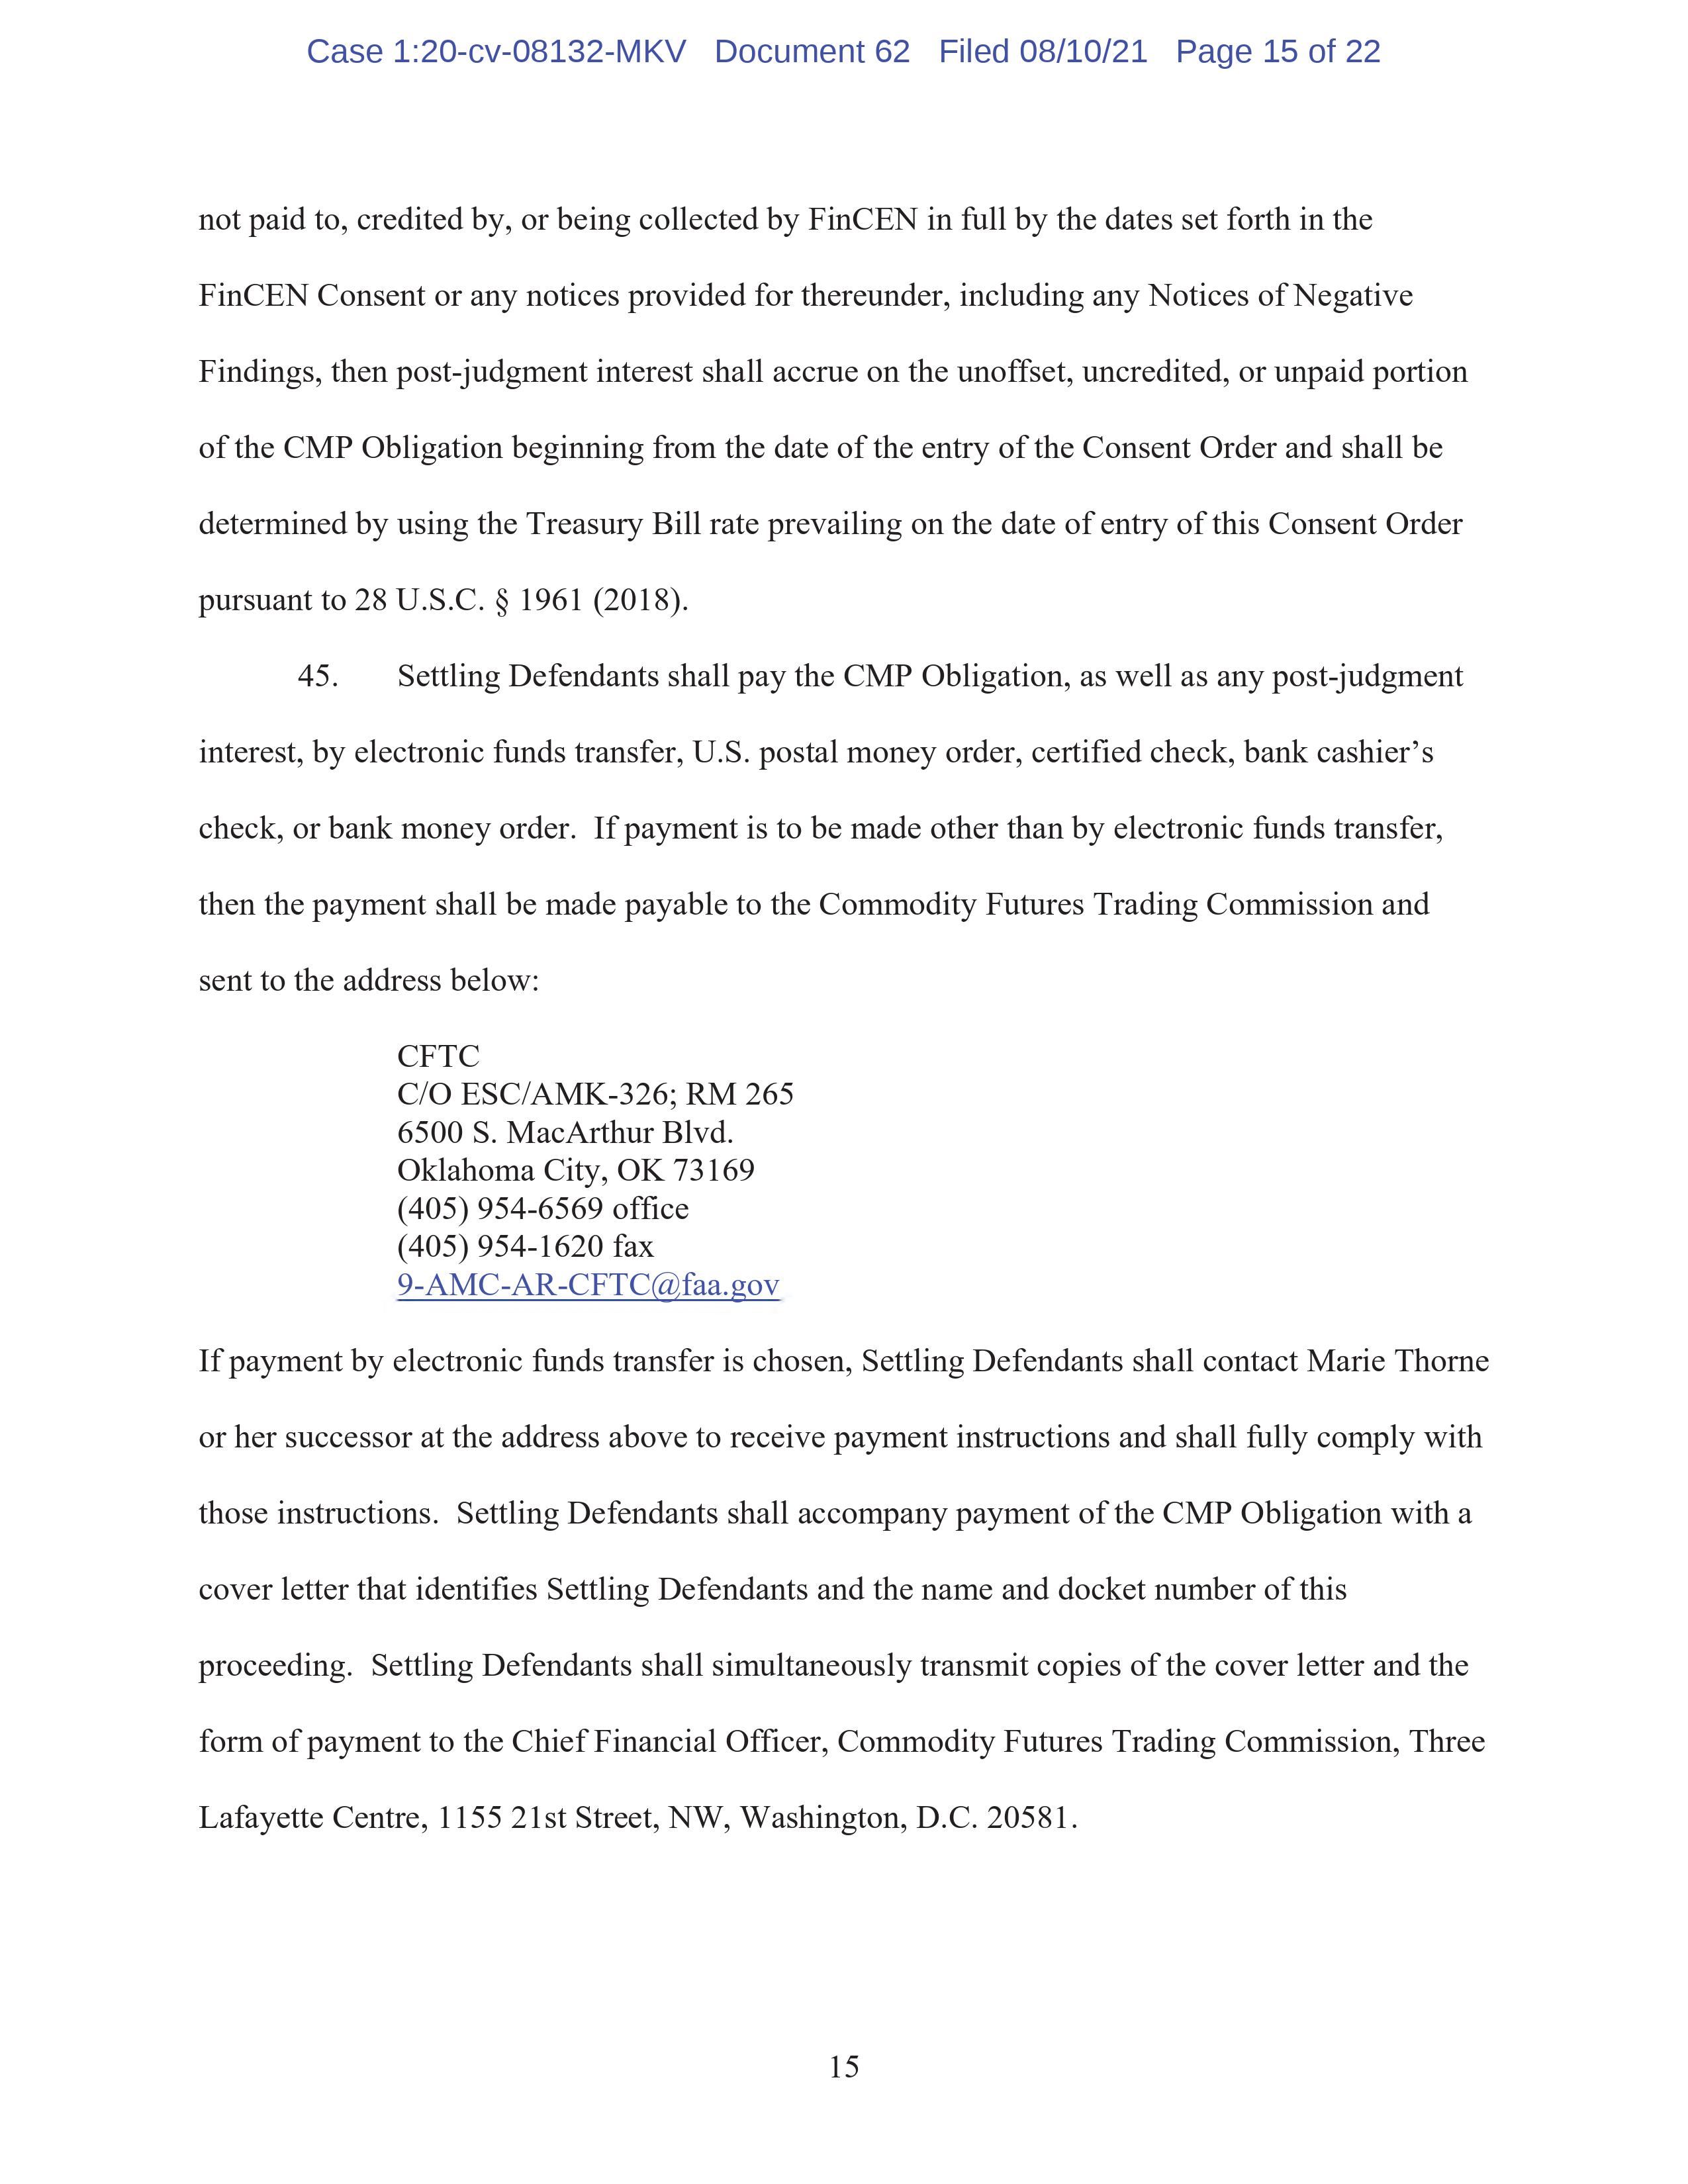 Case 1:20-cv-08132-MKV Document 62 Filed 08/10/21 Page 15 of 22
not paid to, credited by, or being collected by FinCEN in full by the dates set forth in the
FinCEN Consent or any notices provided for thereunder, including any Notices of Negative
Findings, then post-judgment interest shall accrue on the unoffset, uncredited, or unpaid portion
of the CMP Obligation beginning from the date of the entry of the Consent Order and shall be
determined by using the Treasury Bill rate prevailing on the date of entry of this Consent Order
pursuant to 28 U.S.C. § 1961 (2018).
45. Settling Defendants shall pay the CMP Obligation, as well as any post-judgment
interest, by electronic funds transfer, U.S. postal money order, certified check, bank cashier’s
check, or bank money order. If payment is to be made other than by electronic funds transfer,
then the payment shall be made payable to the Commodity Futures Trading Commission and
sent to the address below:
CFTC
C/O ESC/AMK-326; RM 265
6500 S. MacArthur Blvd.
Oklahoma City, OK 73169
(405) 954-6569 office
(405) 954-1620 fax
9-AMC-AR-CFTC@faa.gov
If payment by electronic funds transfer is chosen, Settling Defendants shall contact Marie Thorne
or her successor at the address above to receive payment instructions and shall fully comply with
those instructions. Settling Defendants shall accompany payment of the CMP Obligation with a
cover letter that identifies Settling Defendants and the name and docket number of this
proceeding. Settling Defendants shall simultaneously transmit copies of the cover letter and the
form of payment to the Chief Financial Officer, Commodity Futures Trading Commission, Three
Lafayette Centre, 1155 21st Street, NW, Washington, D.C. 20581.
15